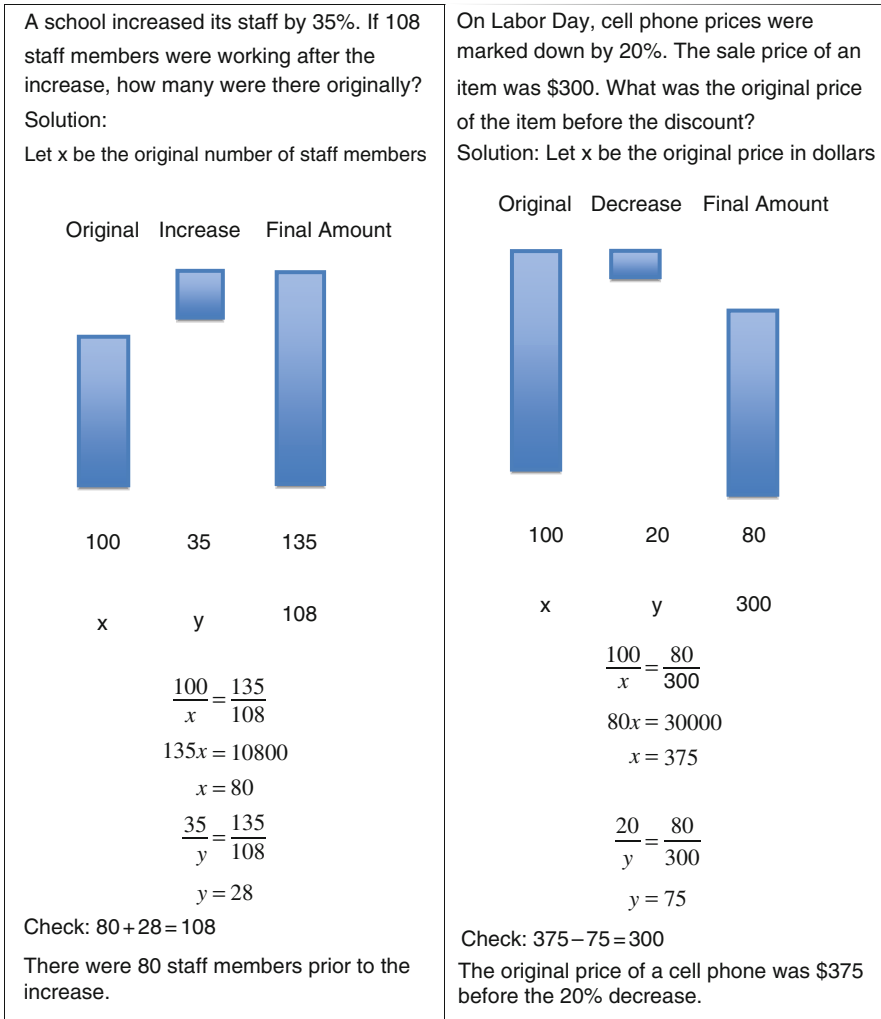 A school increased its staff by 35%. If 108
staff members were working after the
increase, how many were there originally?
Solution:
Let x be the original number of staff members
Original Increase Final Amount
100 35 135
x y 108
100/x = 135/108
135x = 10800
x = 80
35/y = 135/108
y = 28
Check: 80+28=108
There were 80 staff members prior to the
increase.
On Labor Day, cell phone prices were
marked down by 20%. The sale price of an
item was $300. What was the original price
of the item before the discount?
Solution: Let x be the original price in dollars
Original Decrease Final Amount
100 20 80
x y 300
100/x = 80/300
80x = 30000
x = 375
20/y = 80/300
y = 75
Check: 375–75=300
The original price of a cell phone was $375
before the 20% decrease.